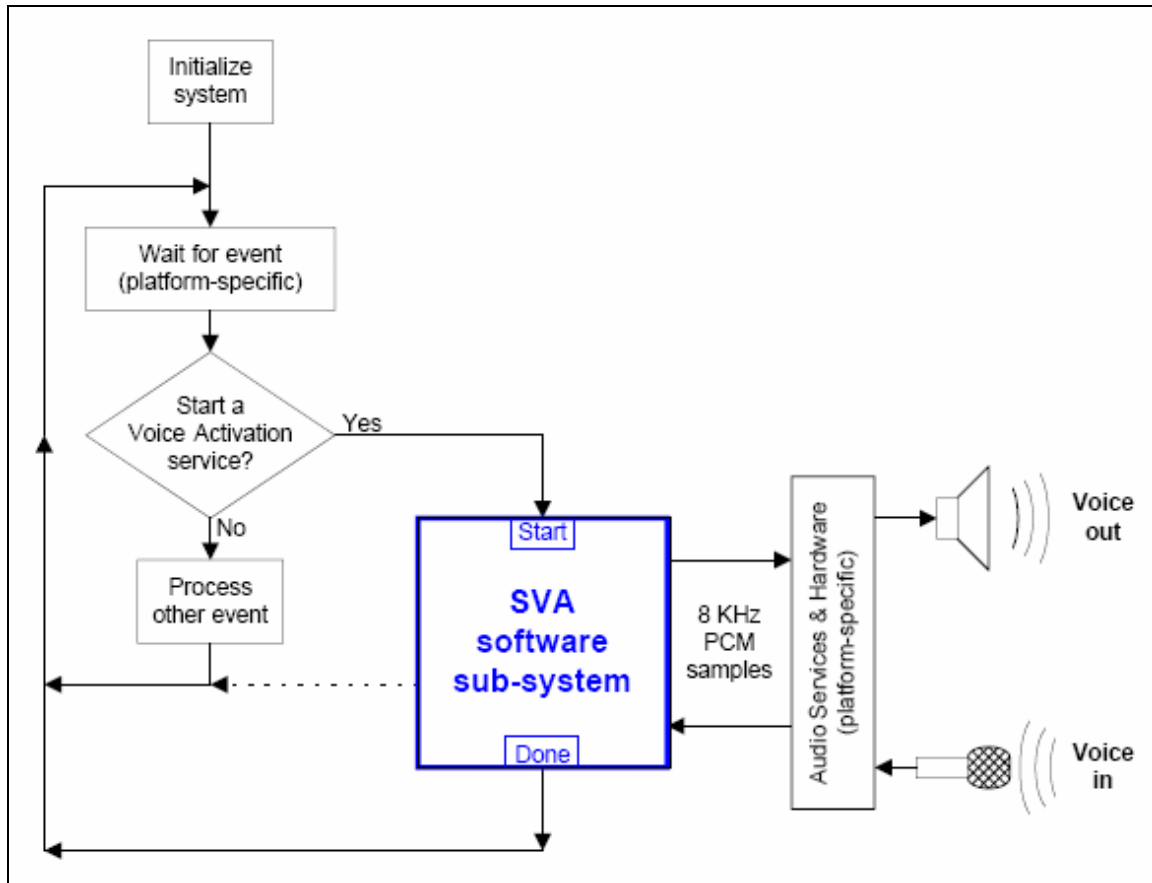 Initialize
system
Wait for event
(platform-specific)
Start a
Voice Activation
service?
Yes
No
Process
other event
Start
SVA
software
sub-system
Done
8 KHz
PCM
samples
Audio Services & Hardware
(platform-specific)
Voice
out
Voice
in